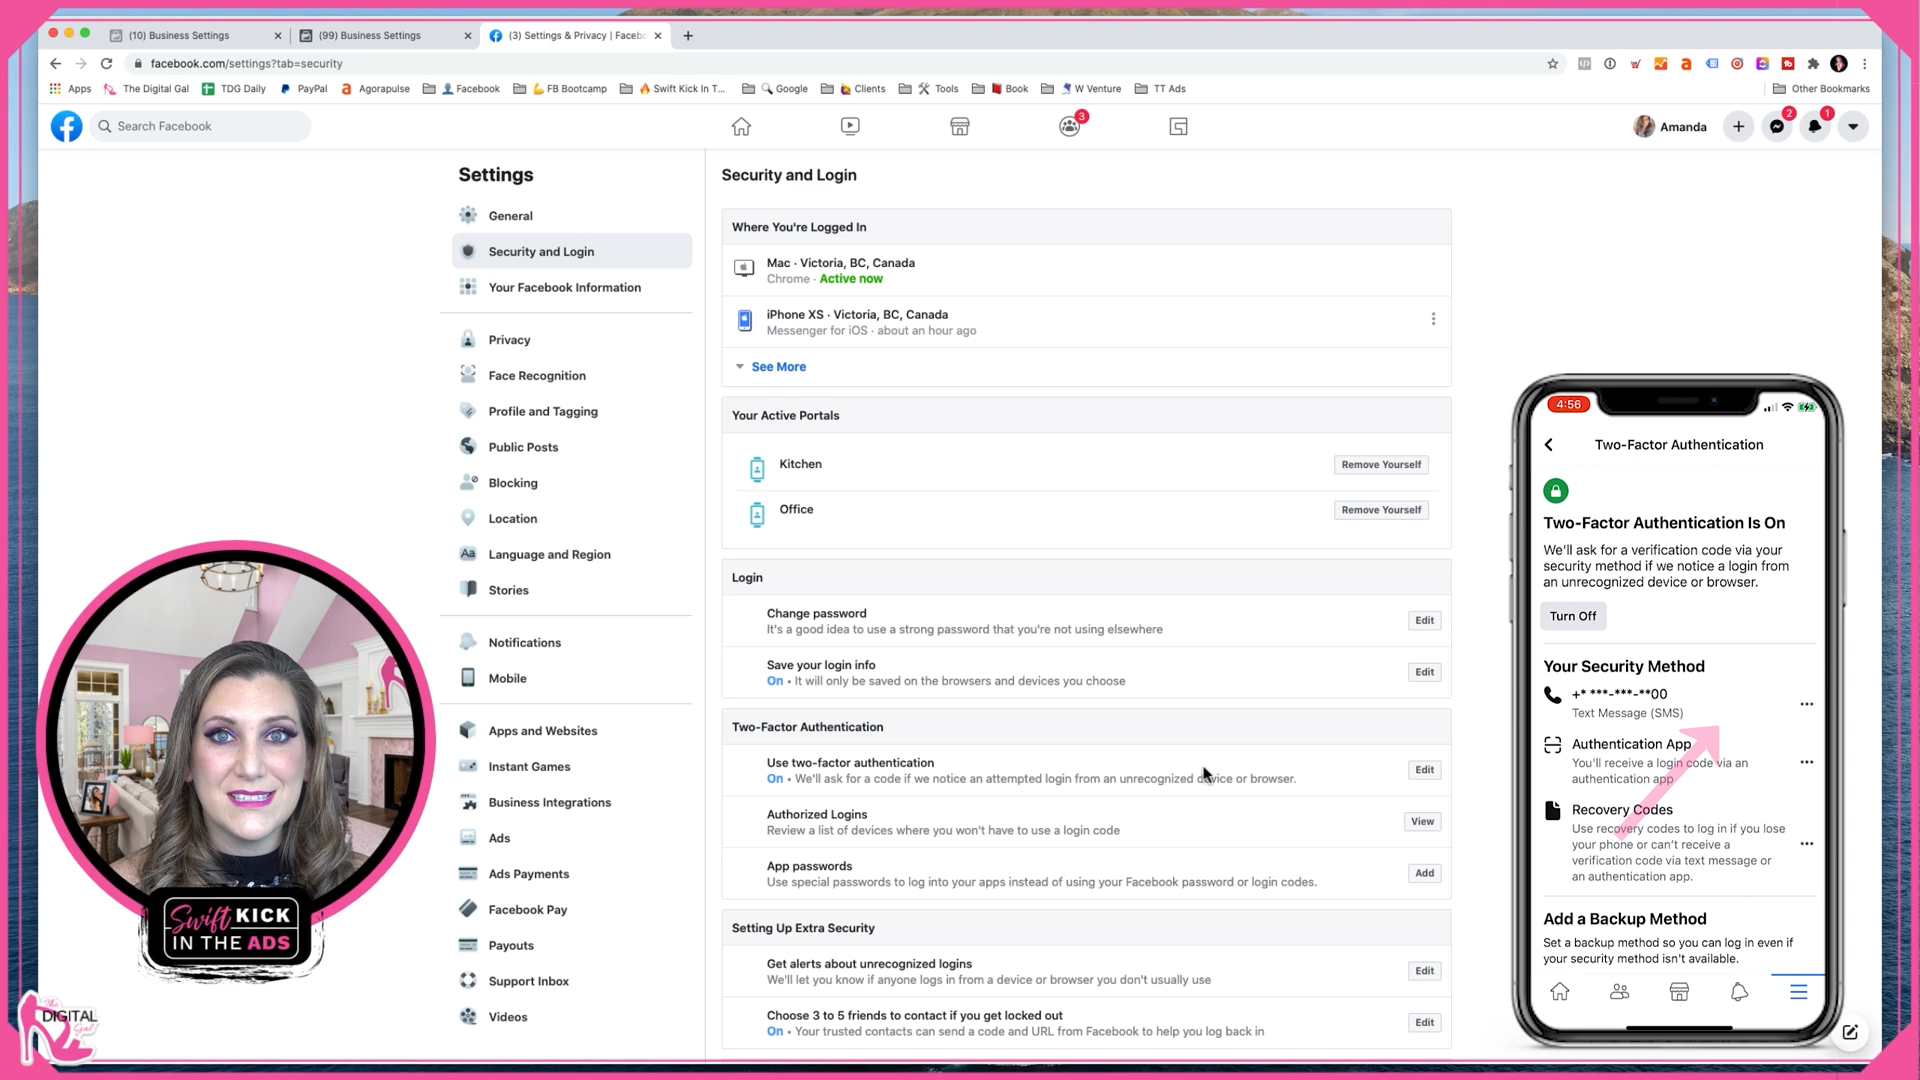 (10) Business Settings
(99) Business Settings
(3) Settings & Privacy | Facebo
facebook.com/settings?tab=security
Apps
The Digital Gal
TDG Daily
PayPal
Agorapulse
Facebook
FB Bootcamp
Swift Kick In T...
Google
Clients
Tools
Book
W Venture
TT Ads
Other Bookmarks
Search Facebook
3
Amanda
2
1
Settings
General
Security and Login
Your Facebook Information
Privacy
Face Recognition
Profile and Tagging
Public Posts
Blocking
Location
Aa Language and Region
Stories
Notifications
Mobile
Apps and Websites
Instant Games
Business Integrations
Ads
Ads Payments
Facebook Pay
Payouts
Support Inbox
Videos
Security and Login
Where You're Logged In
Mac · Victoria, BC, Canada
Chrome · Active now
iPhone XS · Victoria, BC, Canada
Messenger for iOS · about an hour ago
See More
Your Active Portals
Kitchen
Remove Yourself
Office
Remove Yourself
Login
Change password
It's a good idea to use a strong password that you're not using elsewhere
Edit
Save your login info
On • It will only be saved on the browsers and devices you choose
Edit
Two-Factor Authentication
Use two-factor authentication
On • We'll ask for a code if we notice an attempted login from an unrecognized device or browser.
Edit
Authorized Logins
Review a list of devices where you won't have to use a login code
View
App passwords
Use special passwords to log into your apps instead of using your Facebook password or login codes.
Add
Setting Up Extra Security
Get alerts about unrecognized logins
We'll let you know if anyone logs in from a device or browser you don't usually use
Edit
Choose 3 to 5 friends to contact if you get locked out
On • Your trusted contacts can send a code and URL from Facebook to help you log back in
Edit
4:56
Two-Factor Authentication
Two-Factor Authentication Is On
We'll ask for a verification code via your
security method if we notice a login from
an unrecognized device or browser.
Turn Off
Your Security Method
+* ***-***-**00
Text Message (SMS)
Authentication App
You'll receive a login code via an
authentication app
Recovery Codes
Use recovery codes to log in if you lose
your phone or can't receive a
verification code via text message or
an authentication app.
Add a Backup Method
Set a backup method so you can log in even if
your security method isn't available.
Swift KICK
IN THE ADS
The
DIGITAL
Gal